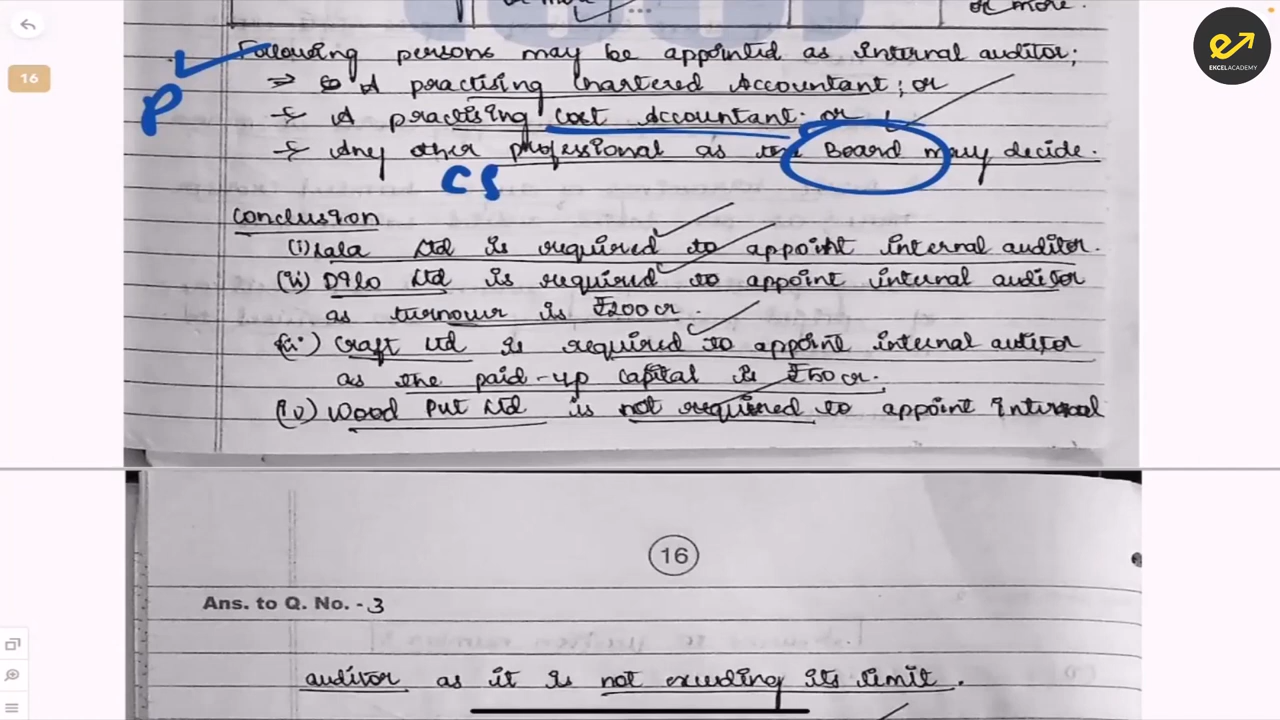 or more.
16
Following persons may be appointed as internal auditor;
⇒ A practising Chartered Accountant; or
A practising Cost Accountant. or
Any other professional as the Board may decide.
P
CS
Conclusion
(i) Lala Ltd is required to appoint internal auditor.
(ii) Dilo Ltd is required to appoint internal auditor
as turnover is ₹200cr.
Craft Ltd is required to appoint internal auditor
as the paid-up capital is ₹50 cr.
(iv) Wood Pvt Ltd is not required to appoint internal
16
Ans. to Q. No. - 3
auditor as it is not exceeding its limit.
EKCEL ACADEMY